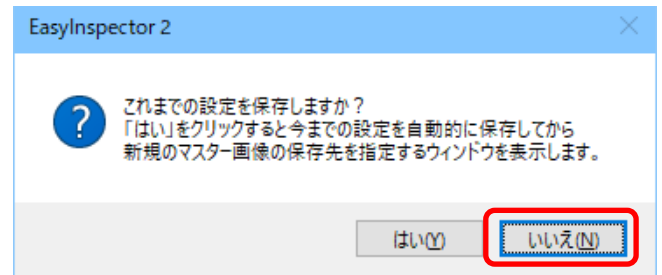 EasyInspector 2
これまでの設定を保存しますか？
「はい」をクリックすると今までの設定を自動的に保存してから
新規のマスター画像の保存先を指定するウィンドウを表示します。
はい(Y)
いいえ(N)